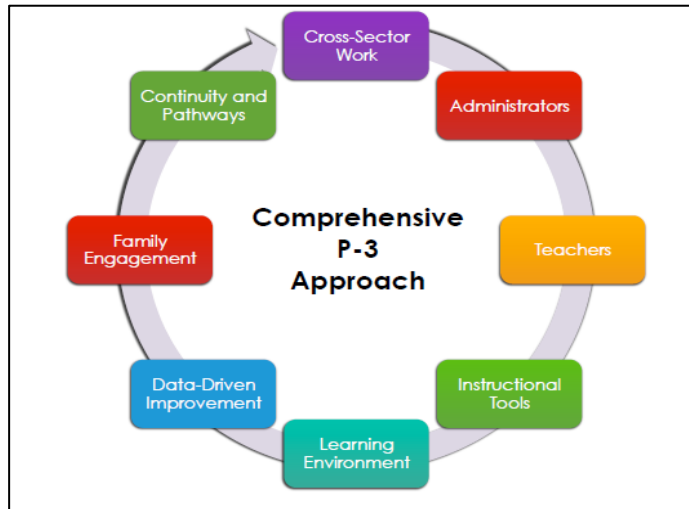 Cross-Sector
Work
Administrators
Teachers
Instructional
Tools
Learning
Environment
Data-Driven
Improvement
Family
Engagement
Continuity and
Pathways
Comprehensive
P-3
Approach